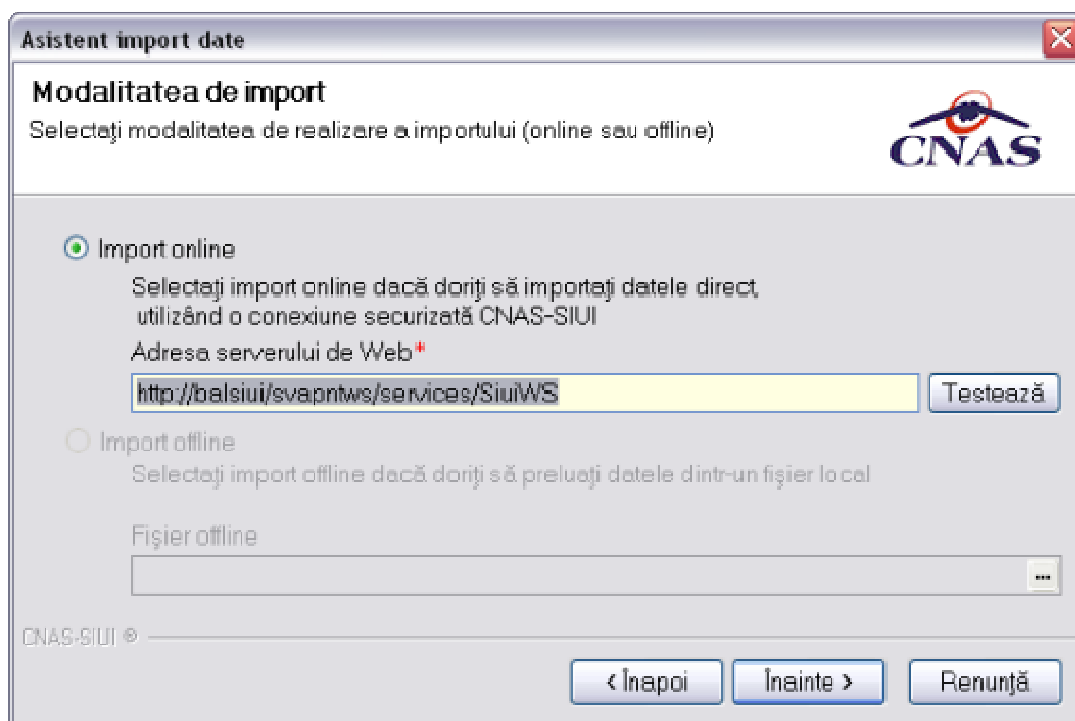 Asistent import date
Modalitatea de import
Selectaţi modalitatea de realizare a importului (online sau offline)
CNAS
Import online
Selectaţi import online dacă doriţi să importaţi datele direct,
utilizând o conexiune securizată CNAS-SIUI
Adresa serverului de Web*
http://balsiui/svapntws/services/SiuiWS
Testează
Import offline
Selectaţi import offline dacă doriţi să preluaţi datele dintr-un fişier local
Fişier offline
...
CNAS-SIUI ®
< Înapoi
Înainte >
Renunţă